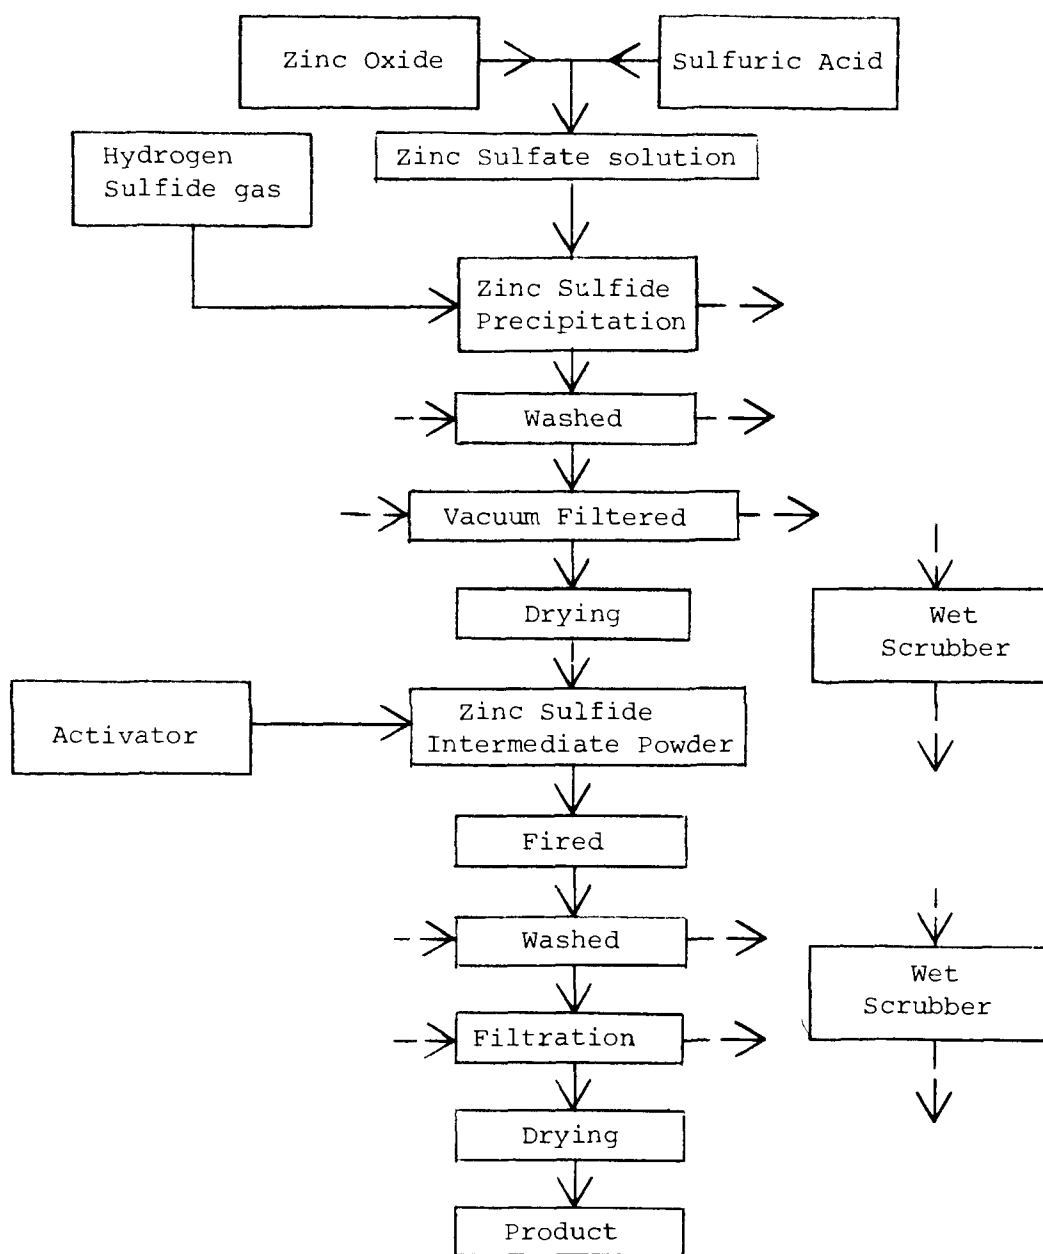 Zinc Oxide
Sulfuric Acid
Hydrogen
Sulfide gas
Zinc Sulfate solution
Zinc Sulfide
Precipitation
Washed
Vacuum Filtered
Drying
Wet
Scrubber
Activator
Zinc Sulfide
Intermediate Powder
Fired
Washed
Wet
Scrubber
Filtration
Drying
Product